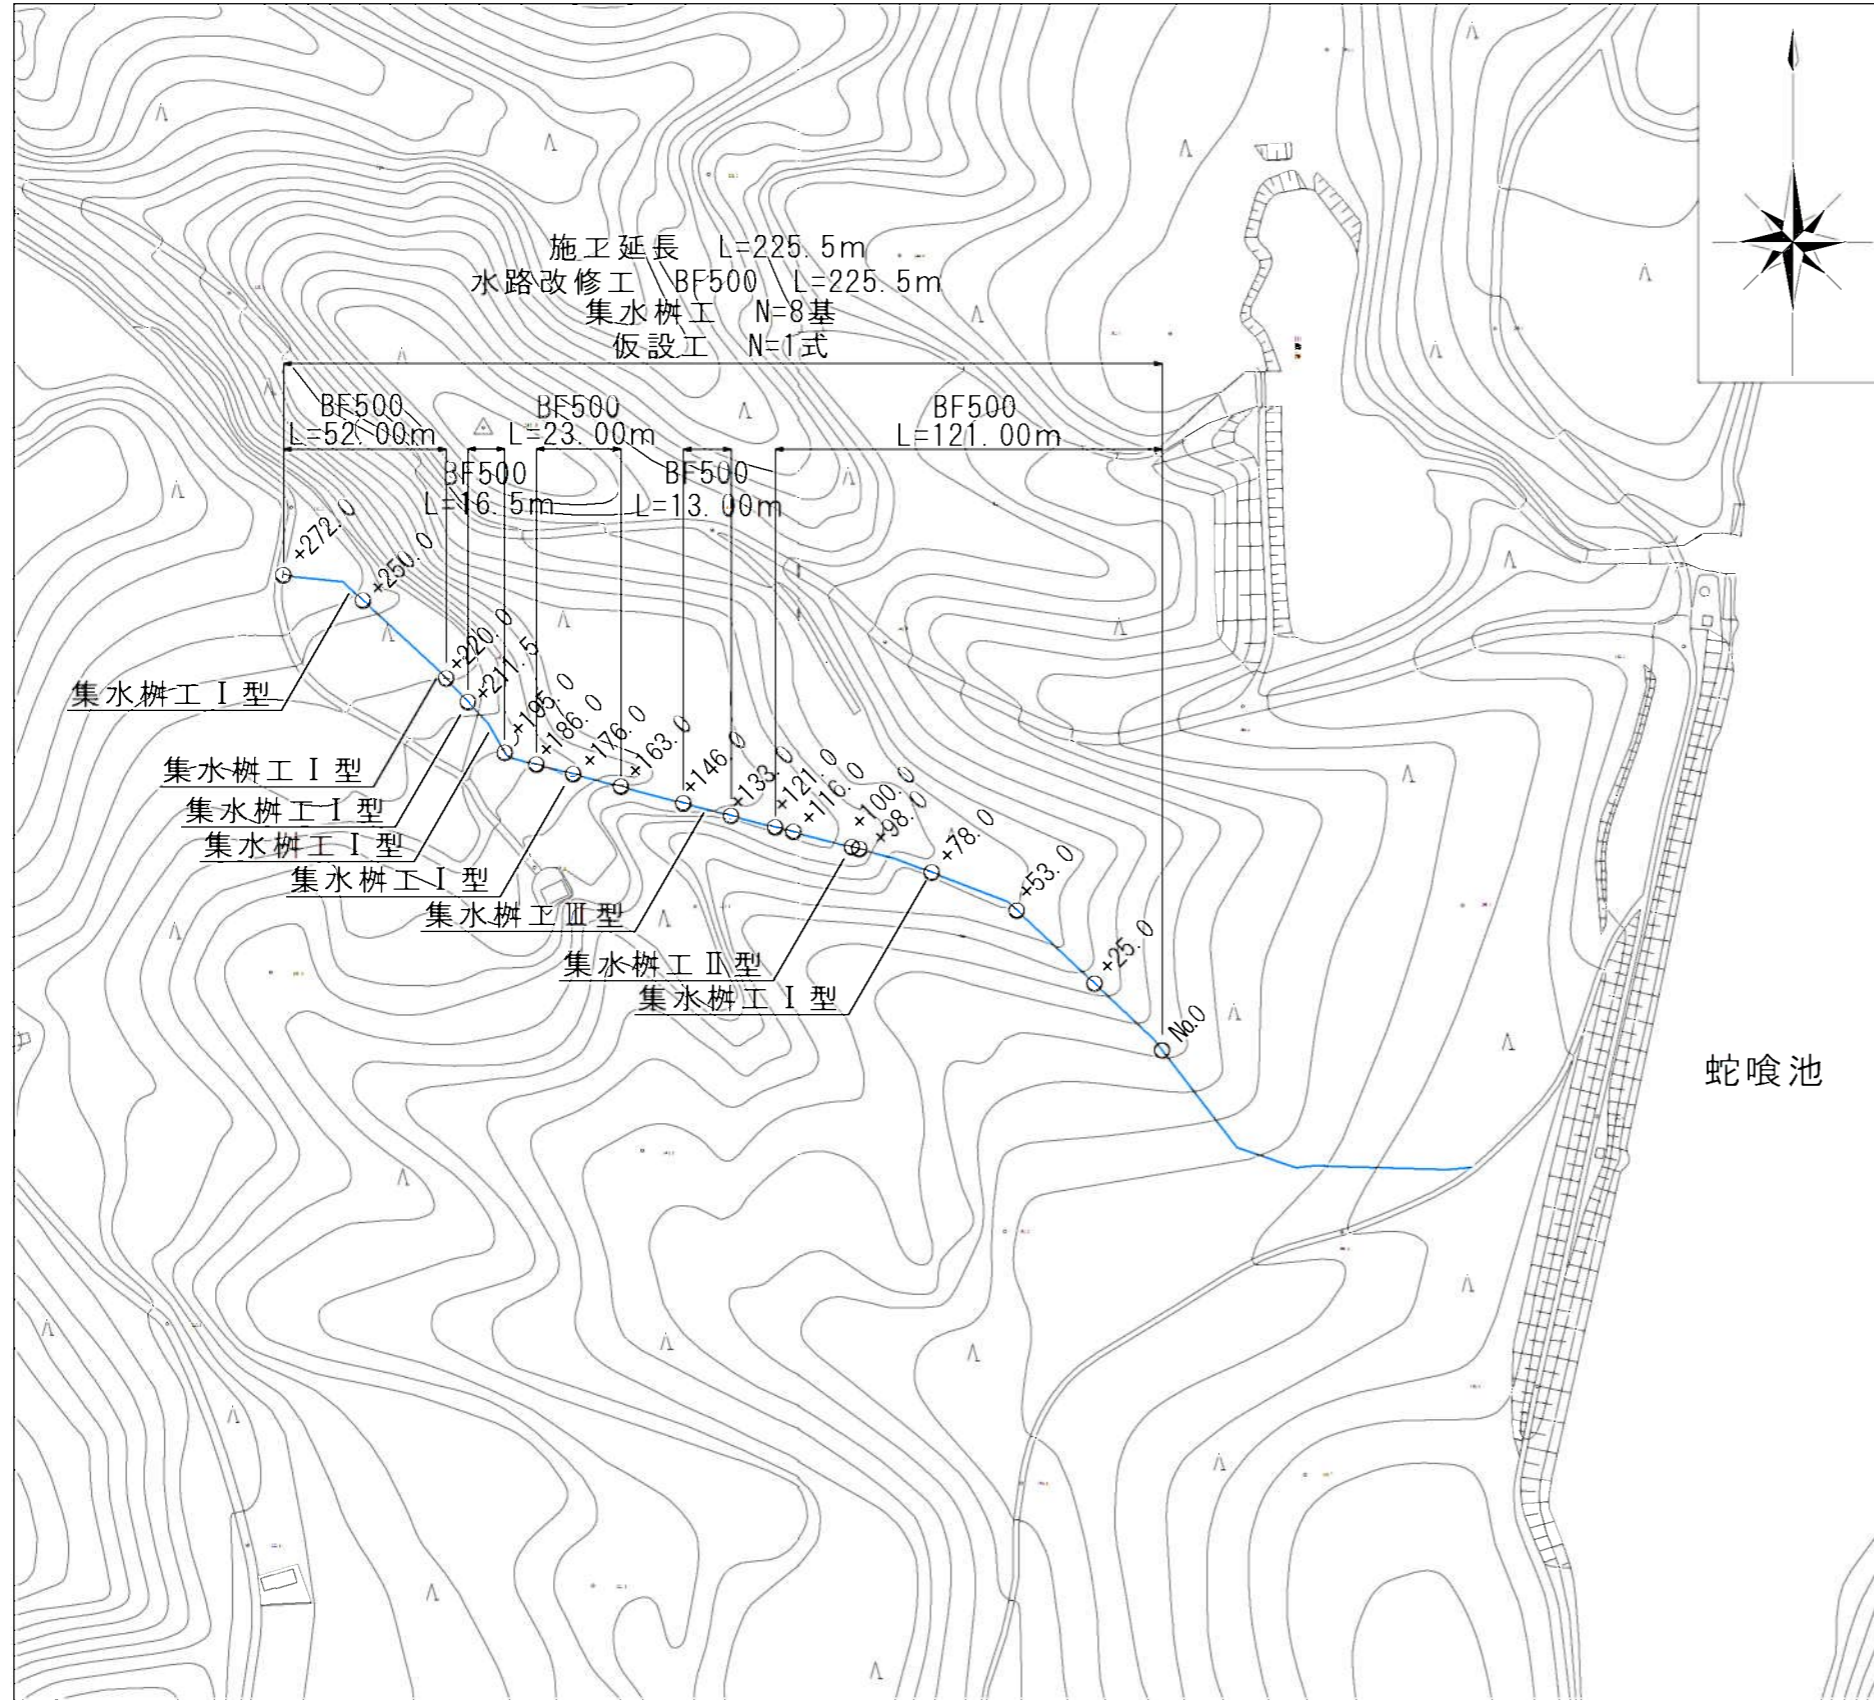 施工延長 L=225.5m
水路改修工 BF500 L=225.5m
集水桝工 N=8基
仮設工 N=1式
BF500
L=52.00m
BF500
L=23.00m
BF500
L=121.00m
BF500
L=16.5m
BF500
L=13.00m
+272.0
+250.0
+220.0
+217.5
+195.0
+186.0
+176.0
+163.0
+146.0
+133.0
+121.0
+116.0
+100.0
+98.0
+78.0
+53.0
+25.0
No.0
集水桝工Ⅰ型
集水桝工Ⅰ型
集水桝工Ⅰ型
集水桝工Ⅰ型
集水桝工Ⅰ型
集水桝工Ⅲ型
集水桝工Ⅱ型
集水桝工Ⅰ型
蛇喰池